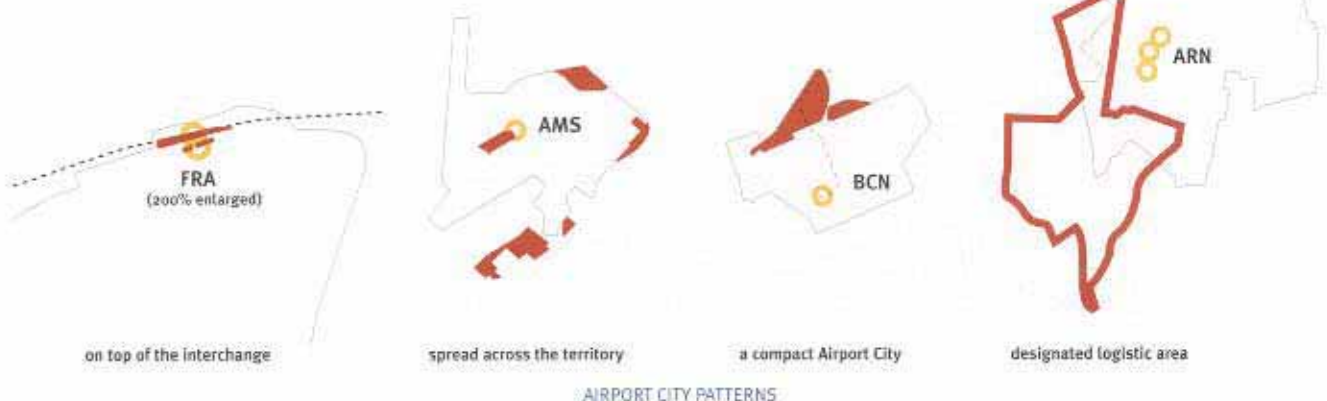 FRA
(200% enlarged)
AMS
BCN
ARN
on top of the interchange
spread across the territory
a compact Airport City
designated logistic area
AIRPORT CITY PATTERNS